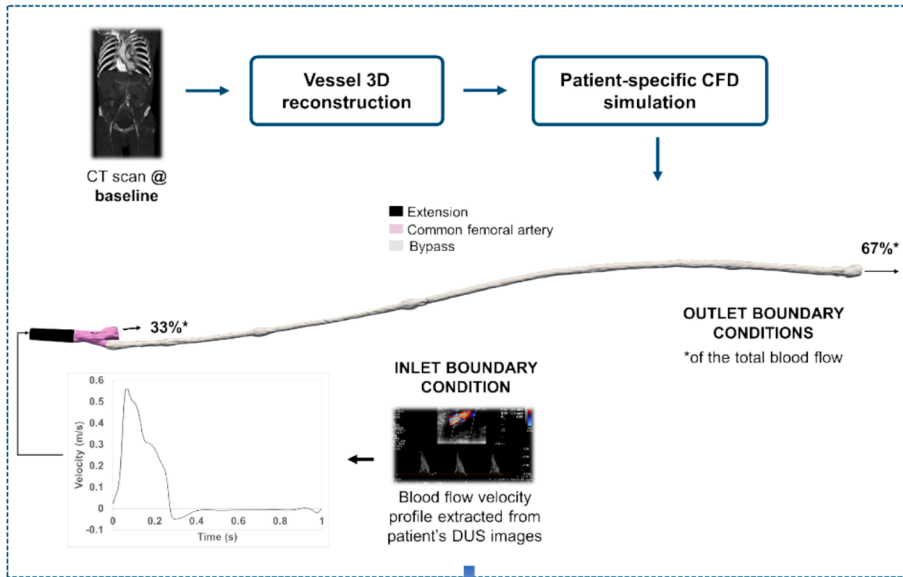 Vessel 3D
reconstruction
Patient-specific CFD
simulation
CT scan @
baseline
Extension
Common femoral artery
Bypass
67%*
33%*
OUTLET BOUNDARY
CONDITIONS
*of the total blood flow
INLET BOUNDARY
CONDITION
0.6
0.5
0.4
0.3
0.2
0.1
0
-0.1
Velocity (m/s)
0
0.2
0.4
0.6
0.8
1
Time (s)
Blood flow velocity
profile extracted from
patient's DUS images